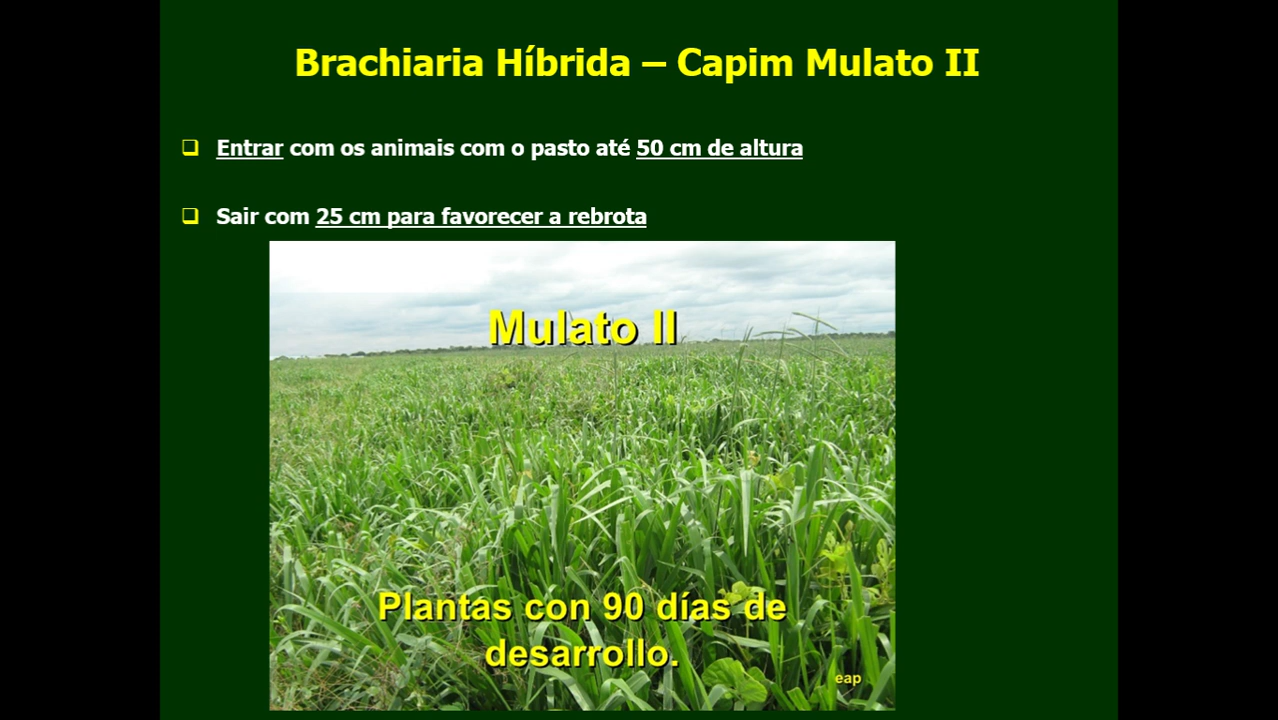 Brachiaria Híbrida – Capim Mulato II
Entrar com os animais com o pasto até 50 cm de altura
Sair com 25 cm para favorecer a rebrota
Mulato II
Plantas con 90 días de
desarrollo.
eap